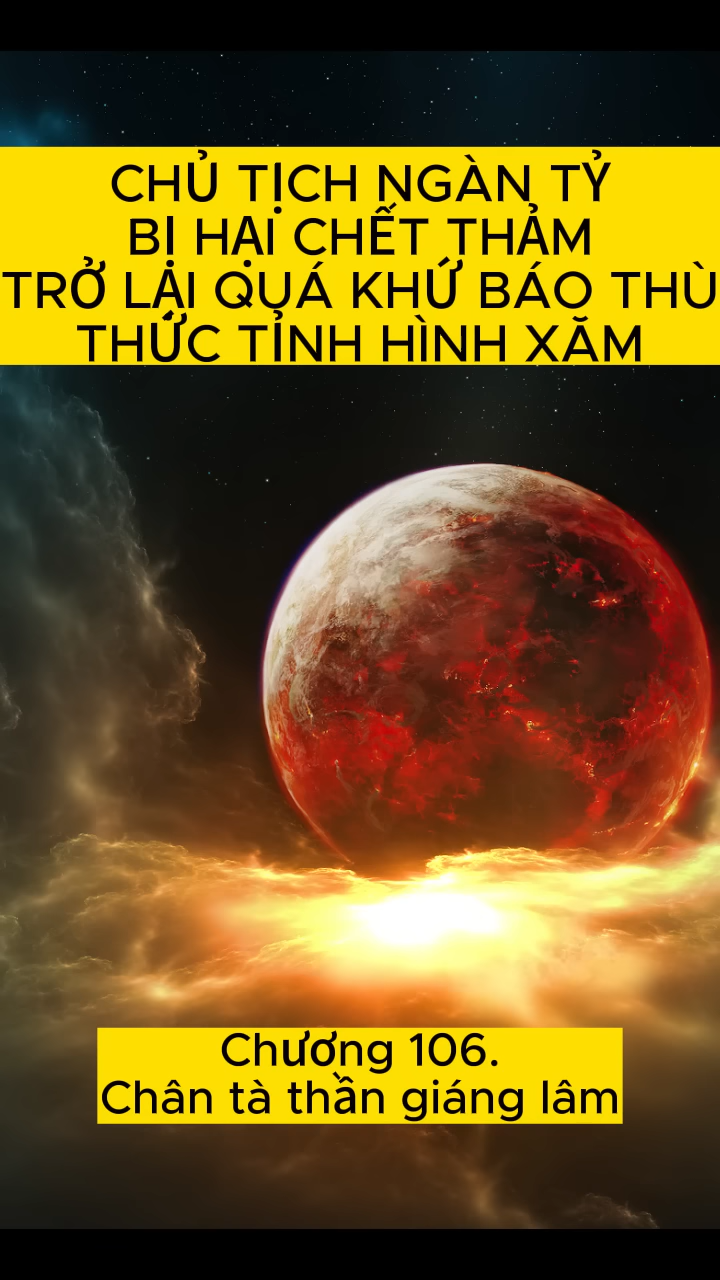 CHỦ TỊCH NGÀN TỶ
BỊ HẠI CHẾT THẢM
TRỞ LẠI QUÁ KHỨ BÁO THÙ
THỨC TỈNH HÌNH XĂM
Chương 106.
Chân tà thần giáng lâm